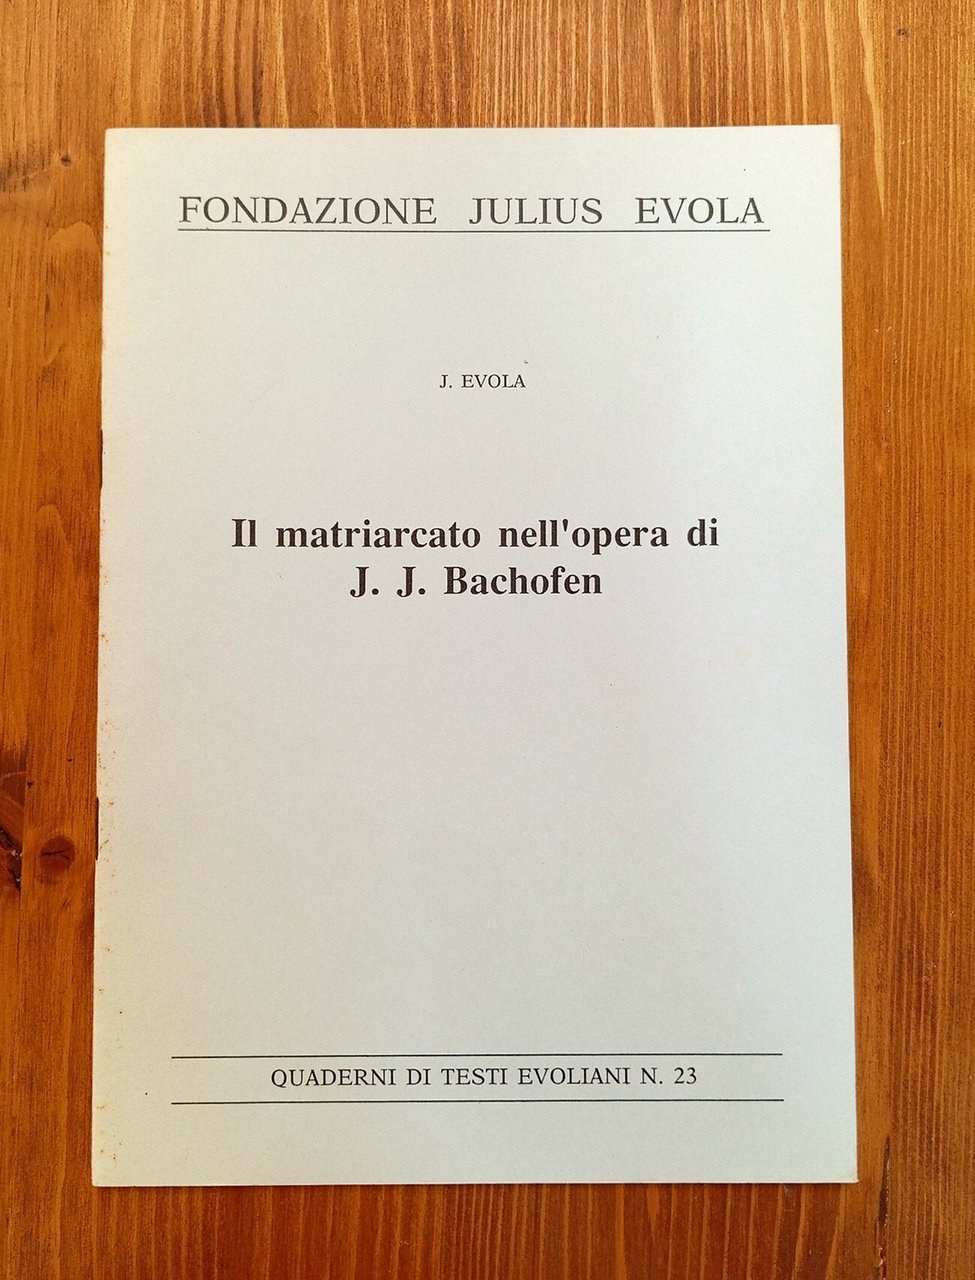 FONDAZIONE JULIUS EVOLA
J. EVOLA
Il matriarcato nell'opera di
J. J. Bachofen
QUADERNI DI TESTI EVOLIANI N. 23